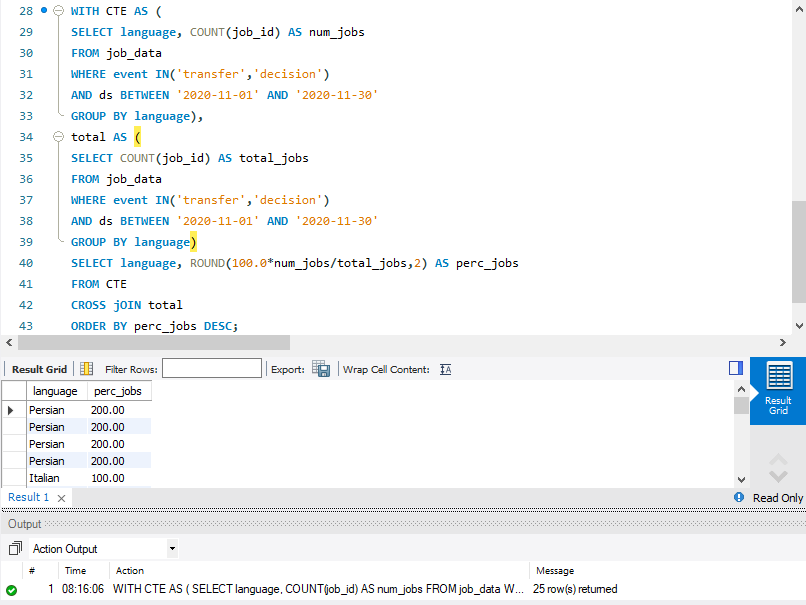 28 WITH CTE AS (
29 SELECT language, COUNT(job_id) AS num_jobs
30 FROM job_data
31 WHERE event IN('transfer','decision')
32 AND ds BETWEEN '2020-11-01' AND '2020-11-30'
33 GROUP BY language),
34 total AS (
35 SELECT COUNT(job_id) AS total_jobs
36 FROM job_data
37 WHERE event IN('transfer','decision')
38 AND ds BETWEEN '2020-11-01' AND '2020-11-30'
39 GROUP BY language)
40 SELECT language, ROUND(100.0*num_jobs/total_jobs,2) AS perc_jobs
41 FROM CTE
42 CROSS jOIN total
43 ORDER BY perc_jobs DESC;
Result Grid Filter Rows: Export: Wrap Cell Content: IA
language perc_jobs
Persian 200.00
Persian 200.00
Persian 200.00
Persian 200.00
Italian 100.00
Result
Grid
Result 1 Read Only
Output
Action Output
# Time Action Message
1 08:16:06 WITH CTE AS ( SELECT language, COUNT(job_id) AS num_jobs FROM job_data W... 25 row(s) returned